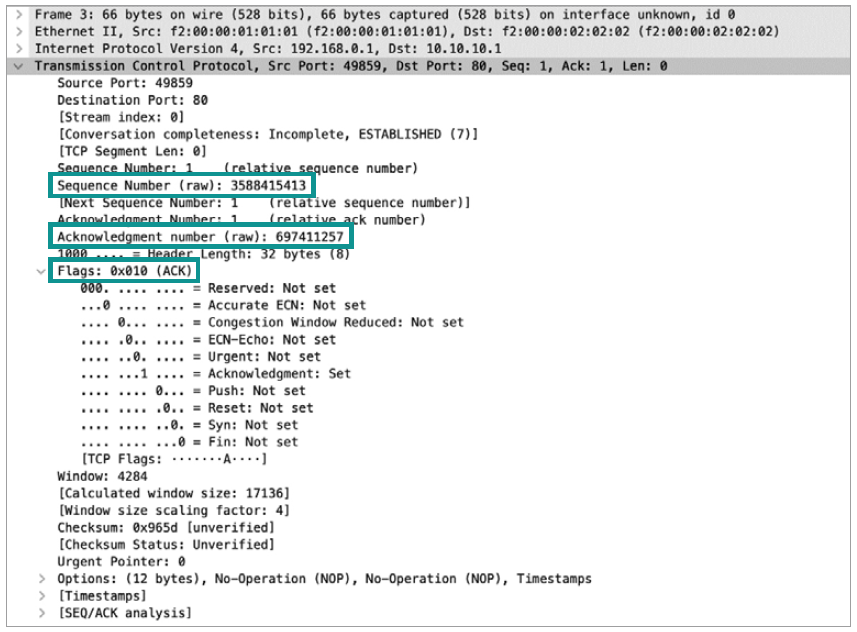 Frame 3: 66 bytes on wire (528 bits), 66 bytes captured (528 bits) on interface unknown, id 0
Ethernet II, Src: f2:00:00:01:01:01 (f2:00:00:01:01:01), Dst: f2:00:00:02:02:02 (f2:00:00:02:02:02)
Internet Protocol Version 4, Src: 192.168.0.1, Dst: 10.10.10.1
Transmission Control Protocol, Src Port: 49859, Dst Port: 80, Seq: 1, Ack: 1, Len: 0
Source Port: 49859
Destination Port: 80
[Stream index: 0]
[Conversation completeness: Incomplete, ESTABLISHED (7)]
[TCP Segment Len: 0]
Sequence Number: 1    (relative sequence number)
Sequence Number (raw): 3588415413
[Next Sequence Number: 1    (relative sequence number)]
Acknowledgment Number: 1    (relative ack number)
Acknowledgment number (raw): 697411257
1000 .... = Header Length: 32 bytes (8)
Flags: 0x010 (ACK)
000. .... .... = Reserved: Not set
...0 .... .... = Accurate ECN: Not set
.... 0... .... = Congestion Window Reduced: Not set
.... .0.. .... = ECN-Echo: Not set
.... ..0. .... = Urgent: Not set
.... ...1 .... = Acknowledgment: Set
.... .... 0... = Push: Not set
.... .... .0.. = Reset: Not set
.... .... ..0. = Syn: Not set
.... .... ...0 = Fin: Not set
[TCP Flags: ·······A····]
Window: 4284
[Calculated window size: 17136]
[Window size scaling factor: 4]
Checksum: 0x965d [unverified]
[Checksum Status: Unverified]
Urgent Pointer: 0
Options: (12 bytes), No-Operation (NOP), No-Operation (NOP), Timestamps
[Timestamps]
[SEQ/ACK analysis]